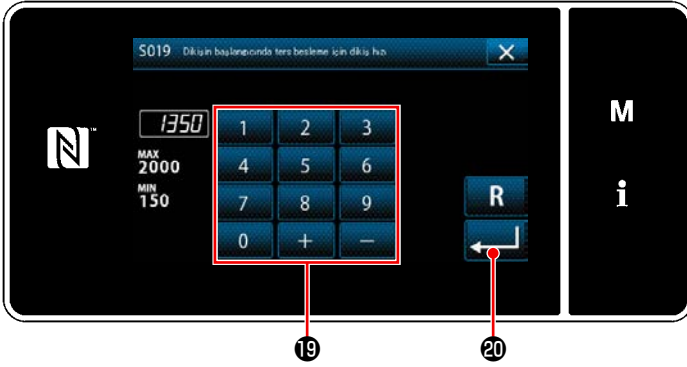 S019 Dikişin başlangıcında ters besleme için dikiş hızı
M
1350
1 2 3
MAX
2000
4 5 6
MIN
150
7 8 9
R
i
0 + −
⓳ ⓴